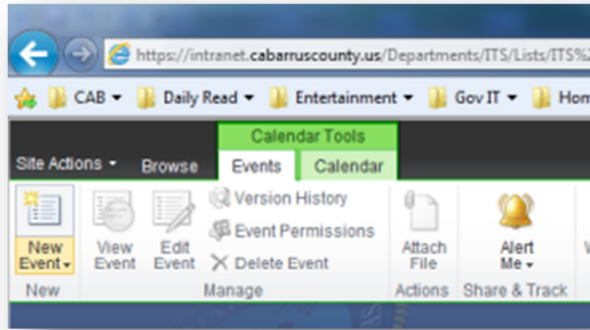 https://intranet.cabarruscounty.us/Departments/ITS/Lists/ITS%
CAB Daily Read Entertainment Gov IT
Calendar Tools
Site Actions Browse Events Calendar
Version History
Event Permissions
Delete Event
New Event
View Event
Edit Event
Attach File
Alert Me
New Manage Actions Share & Track